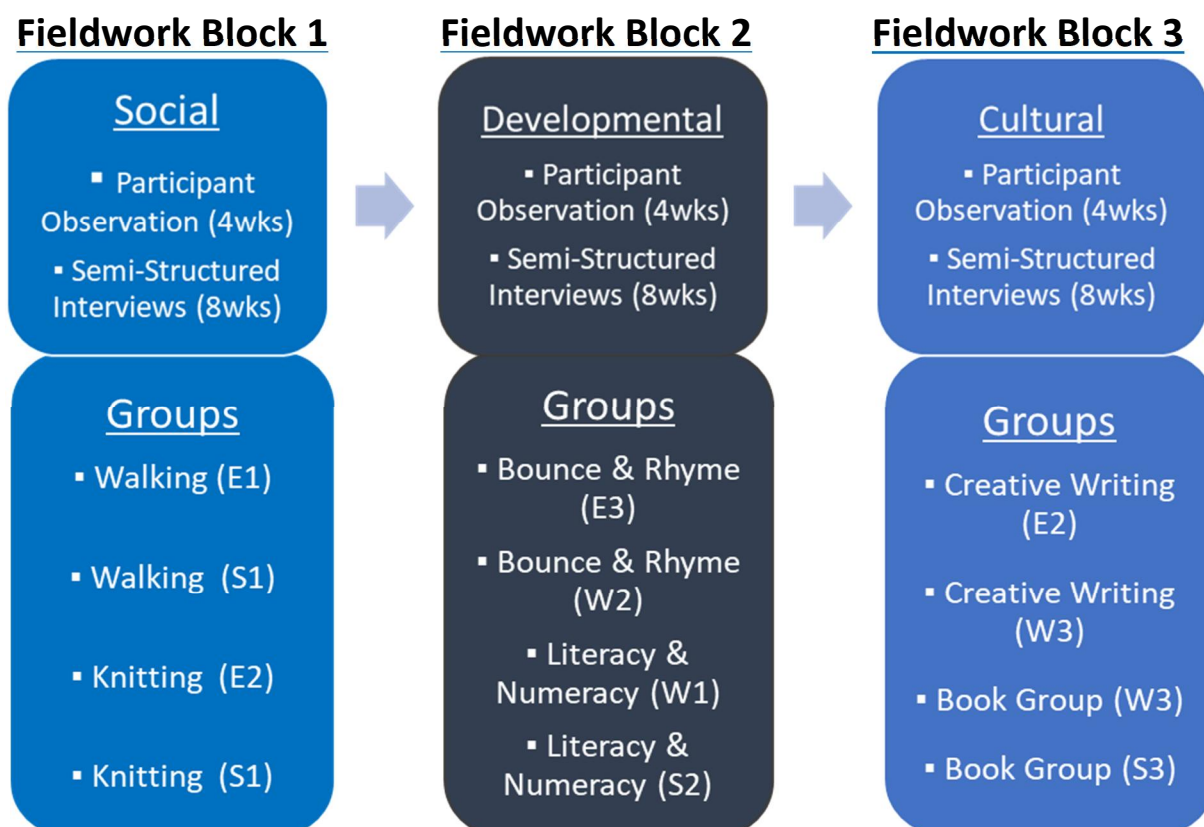 Fieldwork Block 1
Social
▪ Participant
Observation (4wks)
▪ Semi-Structured
Interviews (8wks)
Groups
▪ Walking (E1)
▪ Walking (S1)
▪ Knitting (E2)
▪ Knitting (S1)
Fieldwork Block 2
Developmental
▪ Participant
Observation (4wks)
▪ Semi-Structured
Interviews (8wks)
Groups
▪ Bounce & Rhyme
(E3)
▪ Bounce & Rhyme
(W2)
▪ Literacy &
Numeracy (W1)
▪ Literacy &
Numeracy (S2)
Fieldwork Block 3
Cultural
▪ Participant
Observation (4wks)
▪ Semi-Structured
Interviews (8wks)
Groups
▪ Creative Writing
(E2)
▪ Creative Writing
(W3)
▪ Book Group (W3)
▪ Book Group (S3)